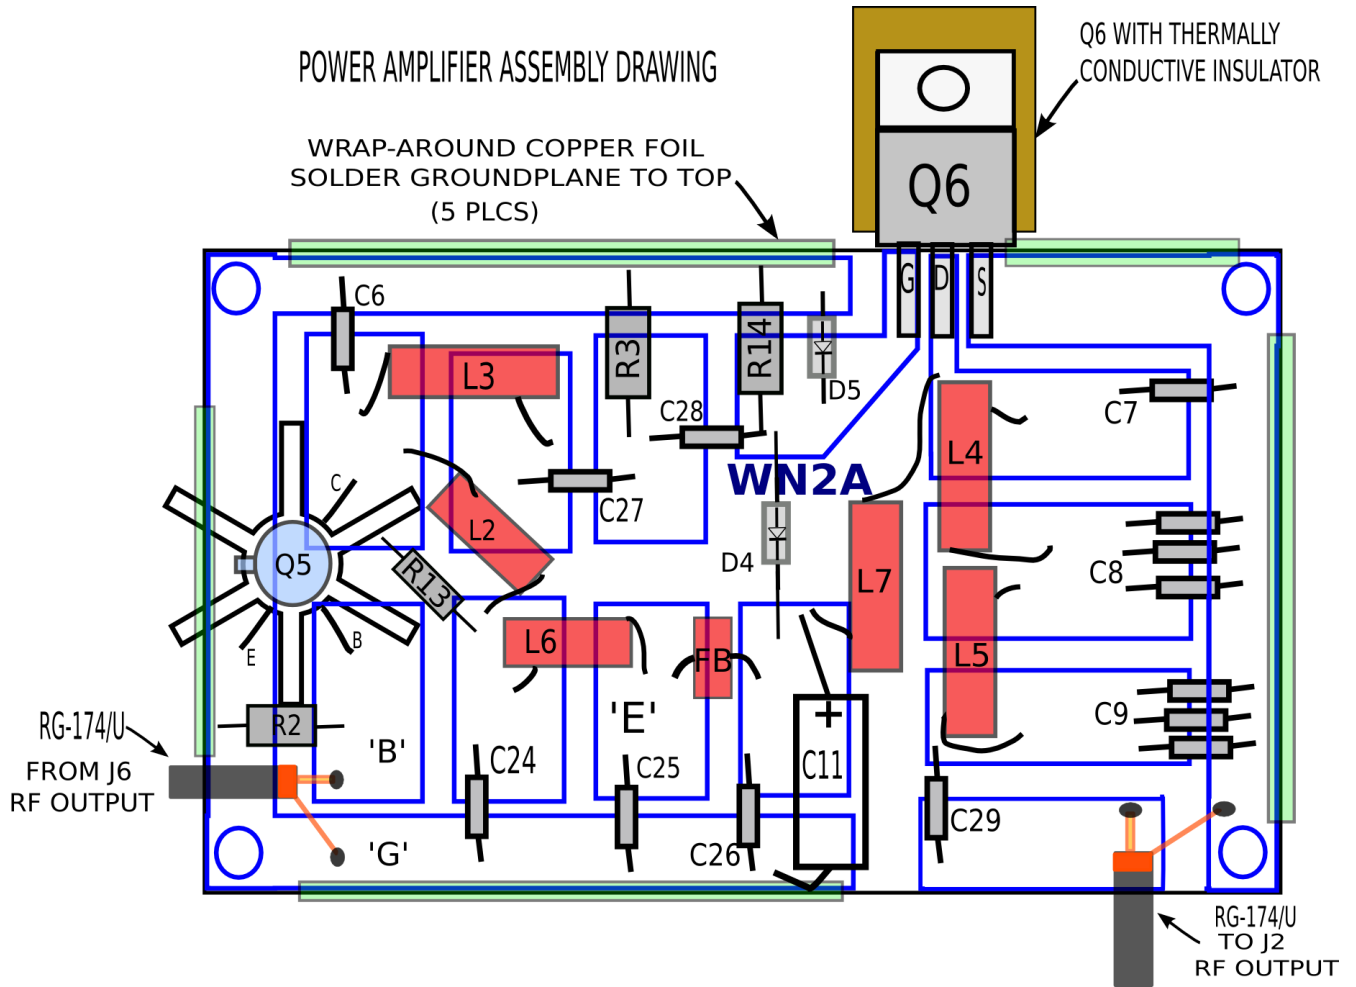 POWER AMPLIFIER ASSEMBLY DRAWING
Q6 WITH THERMALLY
CONDUCTIVE INSULATOR
WRAP-AROUND COPPER FOIL
SOLDER GROUNDPLANE TO TOP
(5 PLCS)
Q6
G
D
S
C6
L3
R3
R14
D5
C28
C7
L4
WN2A
C
C27
L2
Q5
R13
D4
L7
C8
E
B
L6
FB
L5
R2
'B'
'E'
C9
C24
C25
C11
+
C26
C29
'G'
RG-174/U
FROM J6
RF OUTPUT
RG-174/U
TO J2
RF OUTPUT